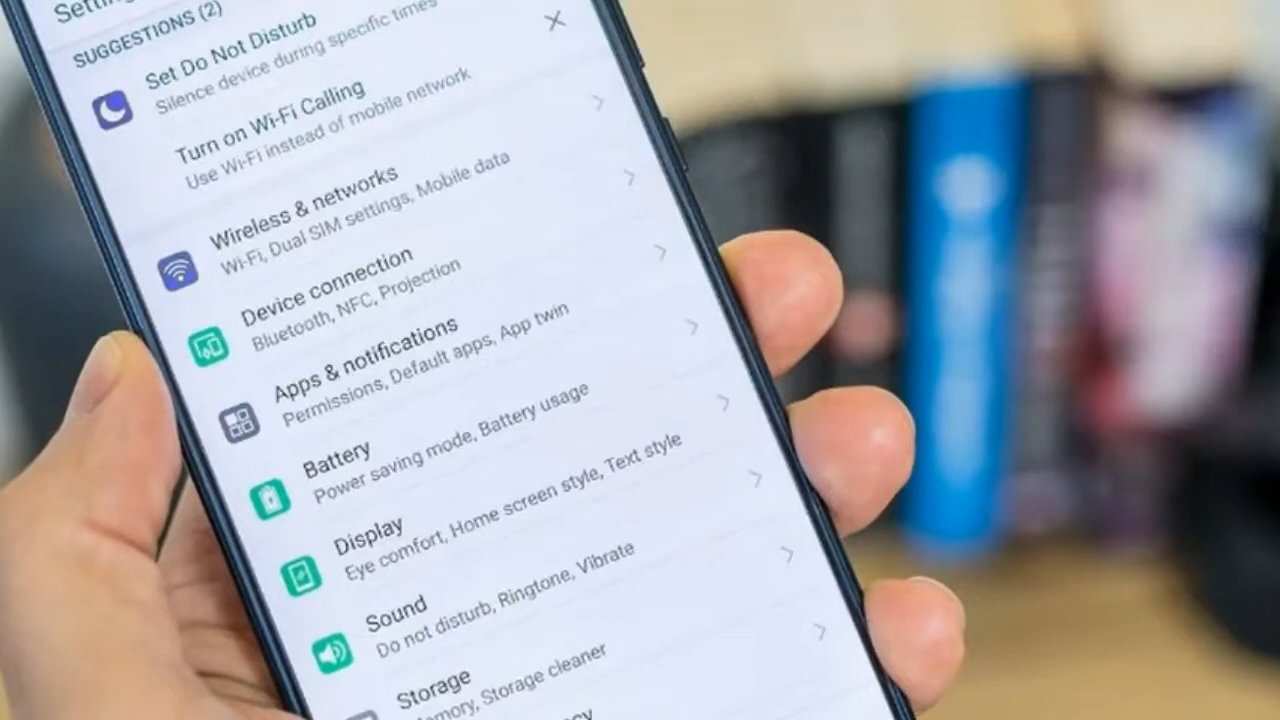 SUGGESTIONS (2)
Set Do Not Disturb
Silence device during specific times
Turn on Wi-Fi Calling
Use Wi-Fi instead of mobile network
Wireless & networks
Wi-Fi, Dual SIM settings, Mobile data
Device connection
Bluetooth, NFC, Projection
Apps & notifications
Permissions, Default apps, App twin
Battery
Power saving mode, Battery usage
Display
Eye comfort, Home screen style, Text style
Sound
Do not disturb, Ringtone, Vibrate
Storage
Storage cleaner